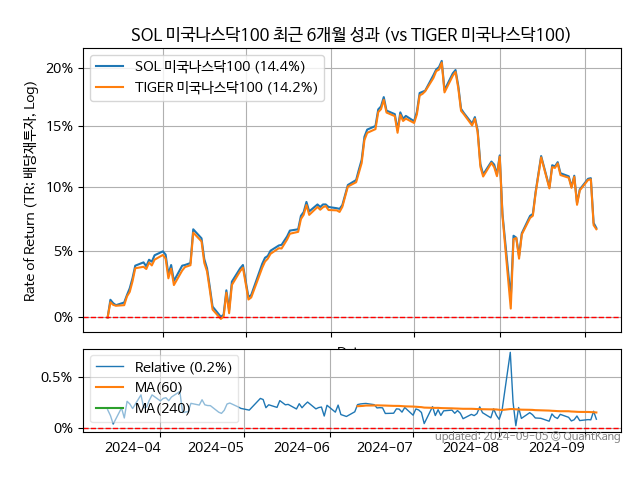 SOL 미국나스닥100 최근 6개월 성과 (vs TIGER 미국나스닥100)
Rate of Return (TR: 배당재투자, Log)
20%
15%
10%
5%
0%
SOL 미국나스닥100 (14.4%)
TIGER 미국나스닥100 (14.2%)
0.5%
0%
Relative (0.2%)
MA(60)
MA(240)
2024-04 2024-05 2024-06 2024-07 2024-08 2024-09
updated: 2024-09-05 © QuantKang